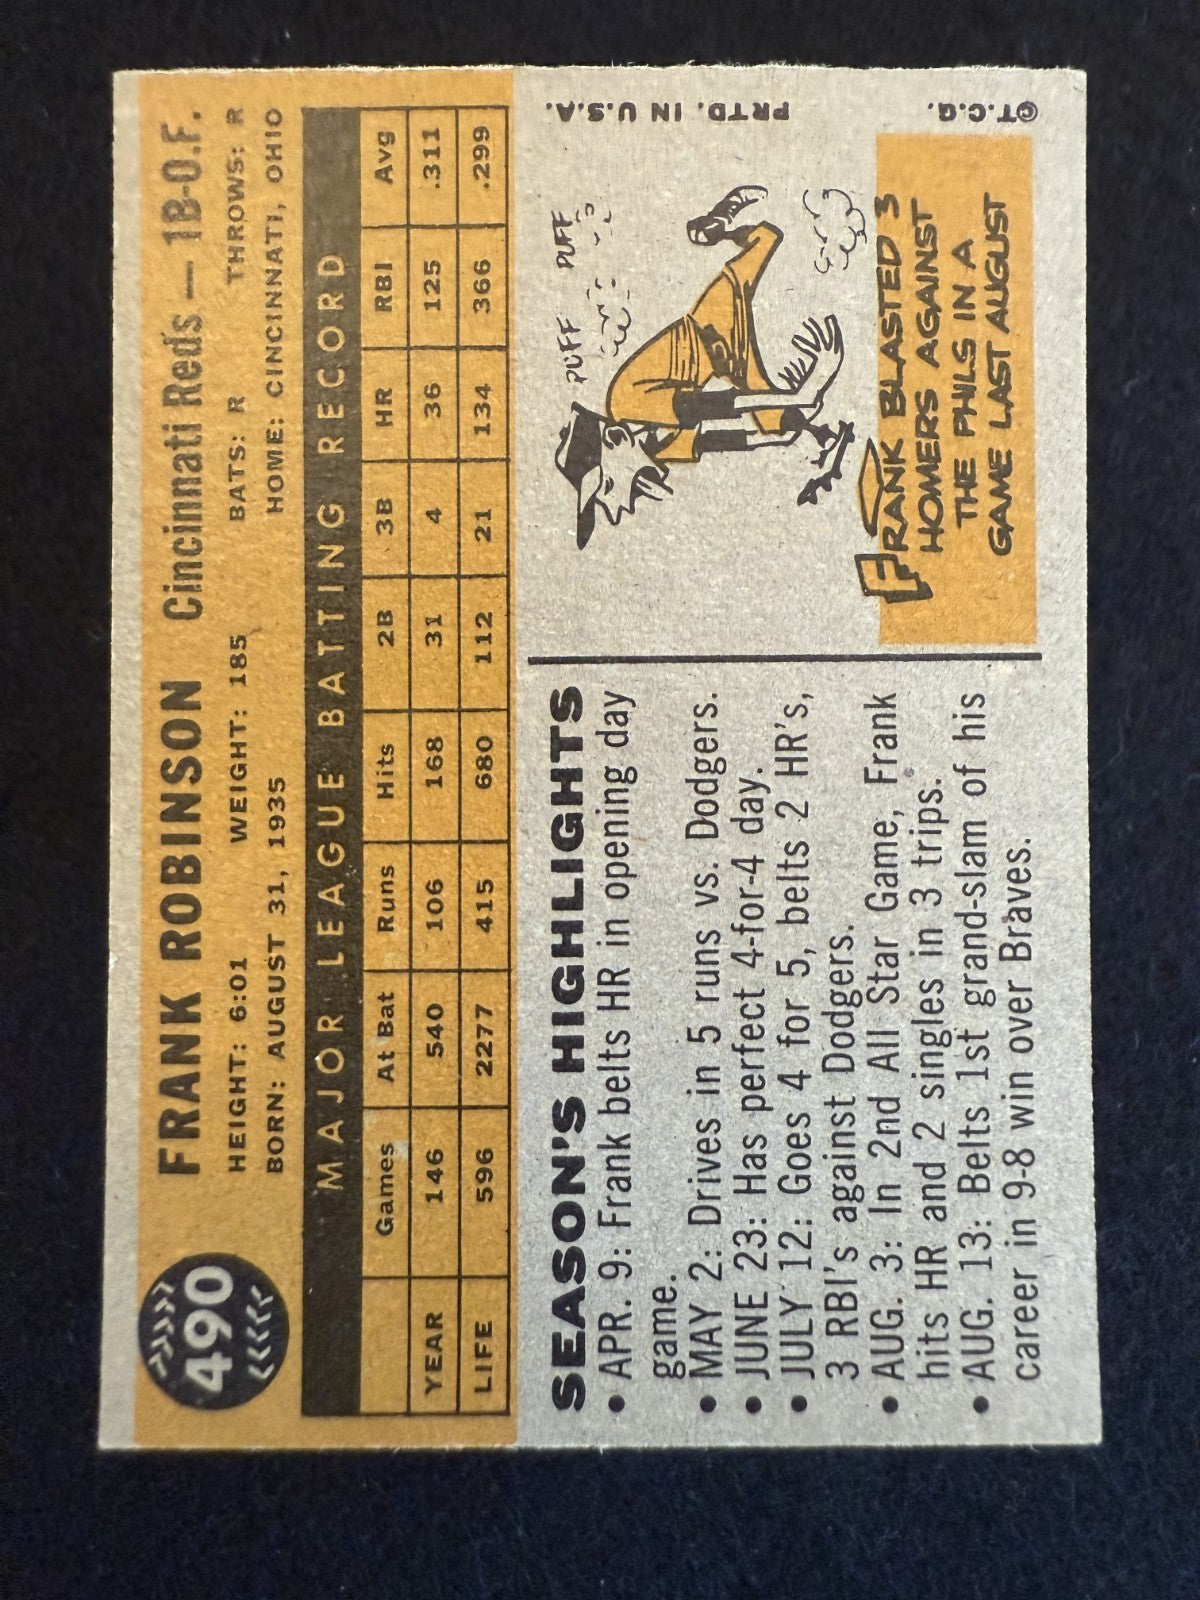 490
FRANK ROBINSON Cincinnati Reds — 1B-O.F.
HEIGHT: 6:01 WEIGHT: 185 BATS: R THROWS: R
BORN: AUGUST 31, 1935 HOME: CINCINNATI, OHIO
MAJOR LEAGUE BATTING RECORD
Games At Bat Runs Hits 2B 3B HR RBI Avg
YEAR 146 540 106 168 31 4 36 125 .311
LIFE 596 2277 415 680 112 21 134 366 .299
SEASON'S HIGHLIGHTS
• APR. 9: Frank belts HR in opening day
game.
• MAY 2: Drives in 5 runs vs. Dodgers.
• JUNE 23: Has perfect 4-for-4 day.
• JULY 12: Goes 4 for 5, belts 2 HR's,
3 RBI's against Dodgers.
• AUG. 3: In 2nd All Star Game, Frank
hits HR and 2 singles in 3 trips.
• AUG. 13: Belts 1st grand-slam of his
career in 9-8 win over Braves.
PUFF PUFF
FRANK BLASTED 3
HOMERS AGAINST
THE PHILS IN A
GAME LAST AUGUST
©T.C.G. PRTD. IN U.S.A.